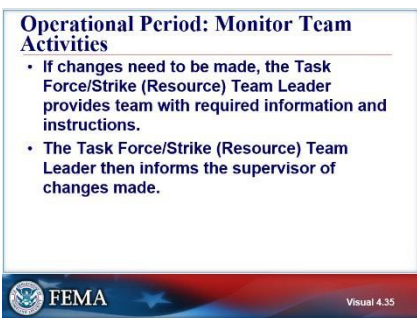 Operational Period: Monitor Team
Activities
• If changes need to be made, the Task
Force/Strike (Resource) Team Leader
provides team with required information and
instructions.
• The Task Force/Strike (Resource) Team
Leader then informs the supervisor of
changes made.
FEMA
Visual 4.35